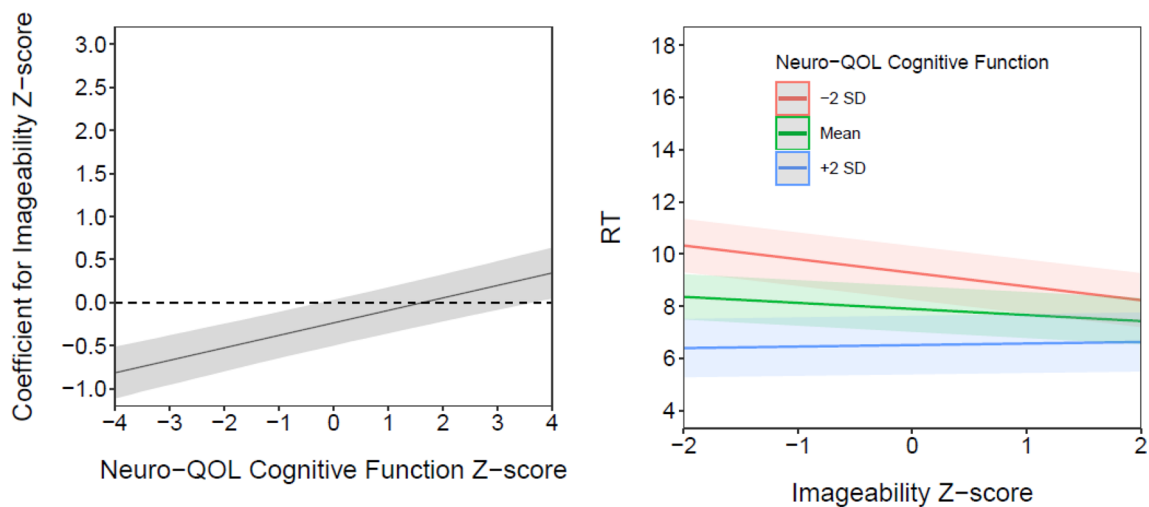 Coefficient for Imageability Z−score
3.0
2.5
2.0
1.5
1.0
0.5
0.0
−0.5
−1.0
−4 −3 −2 −1 0 1 2 3 4
Neuro−QOL Cognitive Function Z−score
RT
18
16
14
12
10
8
6
4
Neuro−QOL Cognitive Function
−2 SD
Mean
+2 SD
−2 −1 0 1 2
Imageability Z−score